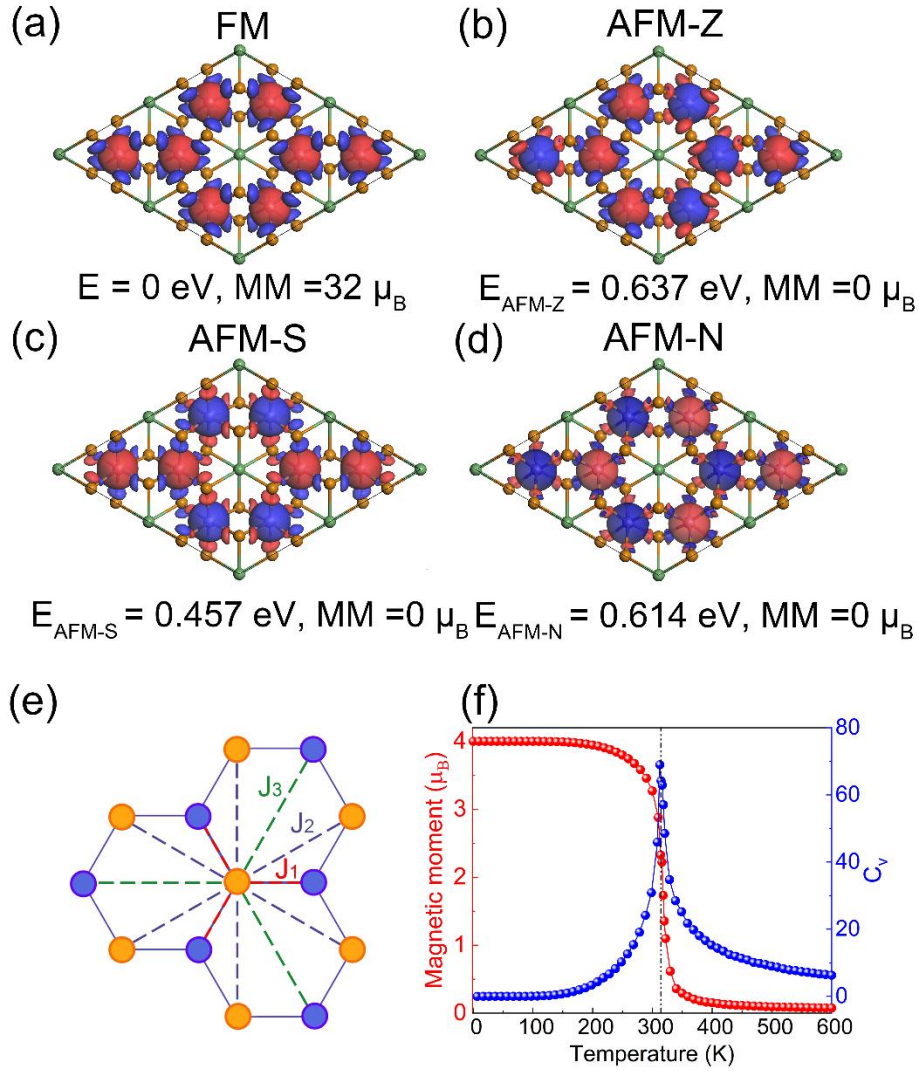 (a) FM
(b) AFM-Z
E = 0 eV, MM =32 μB
EAFM-Z = 0.637 eV, MM =0 μB
(c) AFM-S
(d) AFM-N
EAFM-S = 0.457 eV, MM =0 μB
EAFM-N = 0.614 eV, MM =0 μB
(e)
J3
J2
J1
(f)
Magnetic moment (μB)
4
3
2
1
0
80
60
40
20
0
Cv
0 100 200 300 400 500 600
Temperature (K)